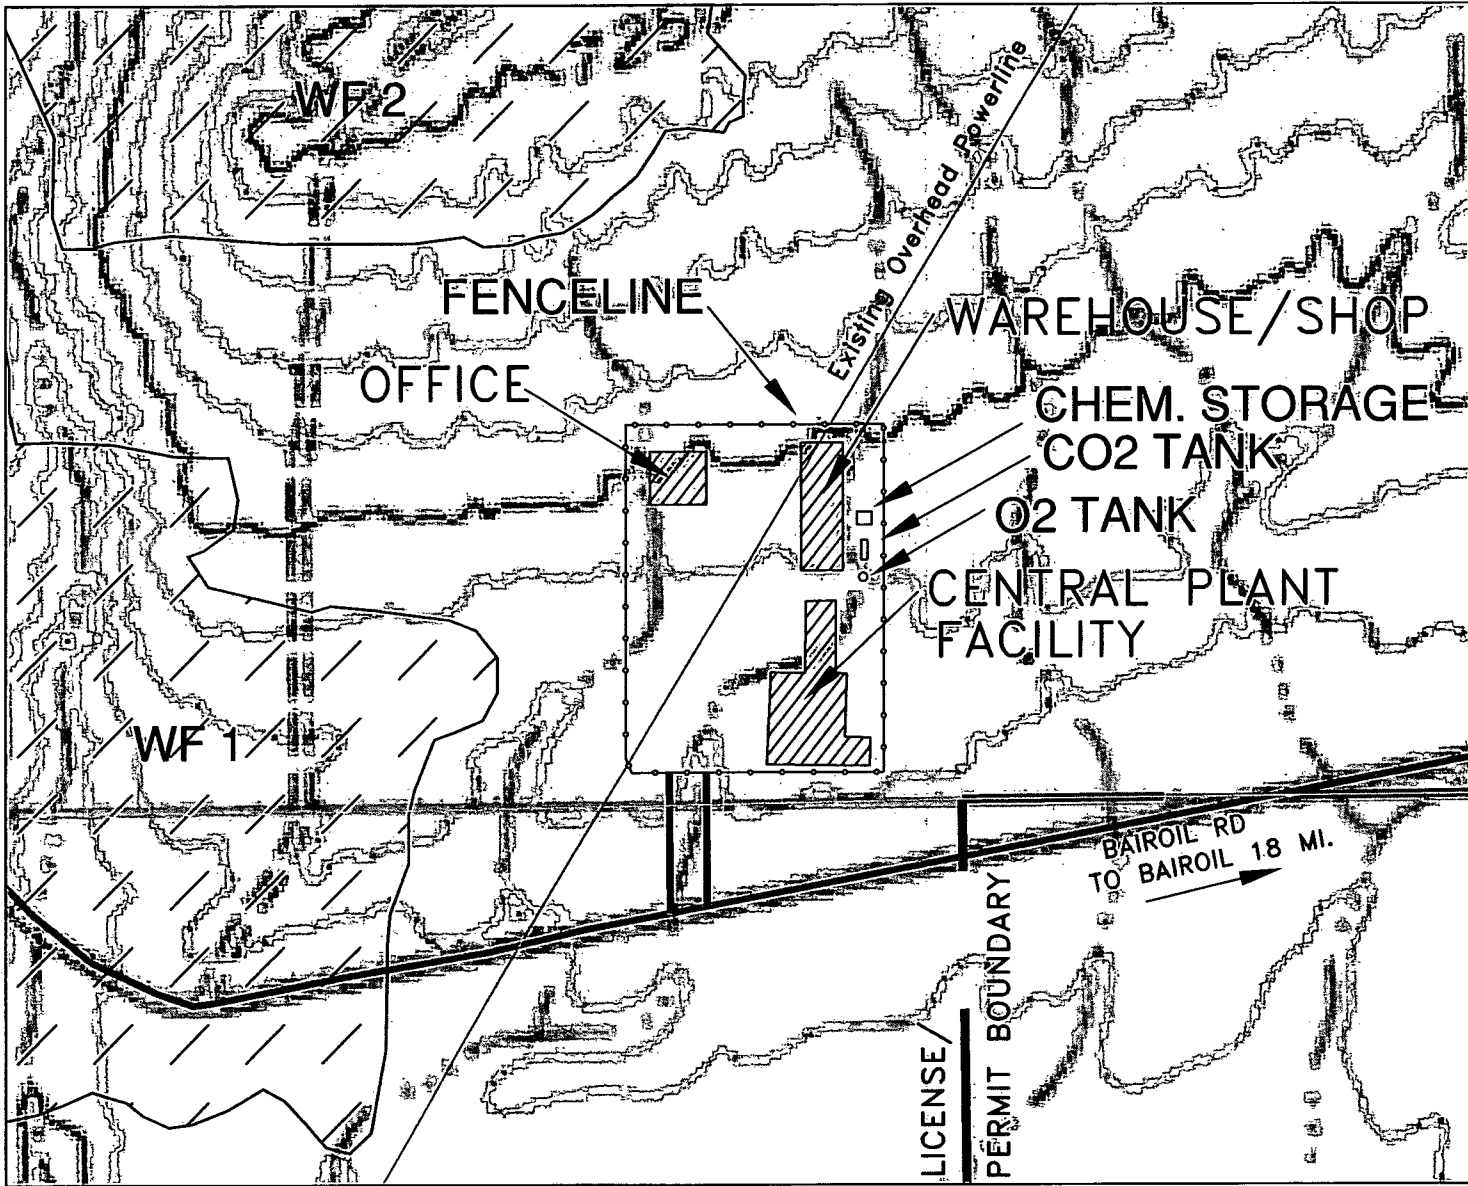 WF 2
Existing Overhead Powerline
FENCELINE
WAREHOUSE/SHOP
OFFICE
CHEM. STORAGE
CO2 TANK
O2 TANK
CENTRAL PLANT
FACILITY
WF 1
BAIROIL RD
TO BAIROIL 18 MI.
LICENSE/
PERMIT BOUNDARY